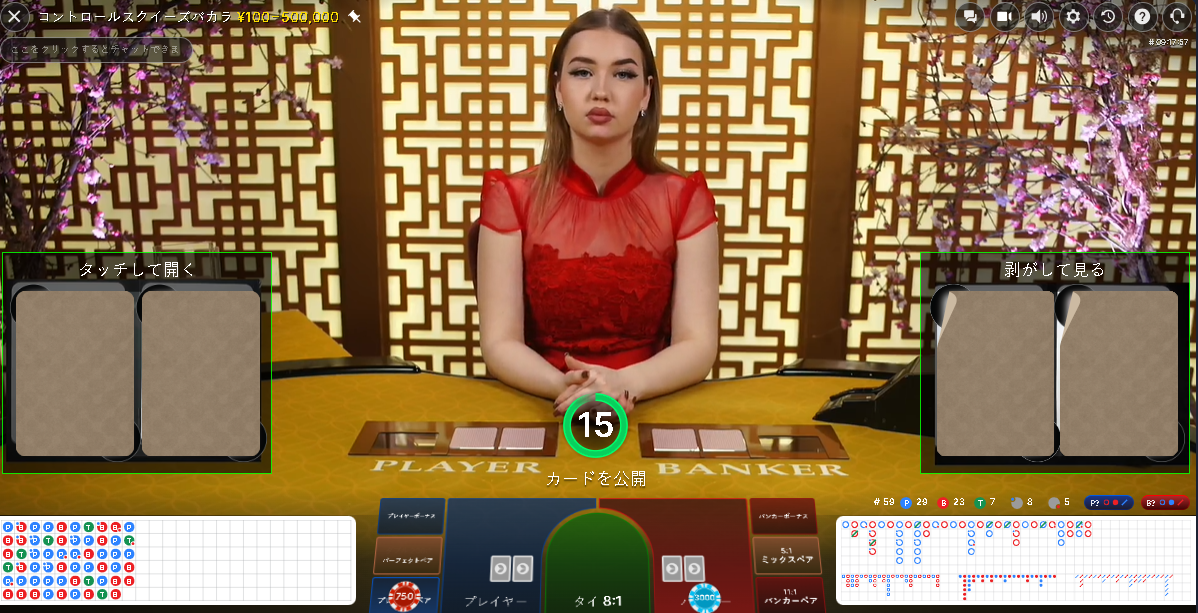 コントロールスクイーズバカラ ¥100–500,000
ここをクリックするとチャットできま
#:09:17:57
タッチして開く
剥がして見る
15
PLAYER
BANKER
カードを公開
#59 P 29 B 23 T 7 8 5 P? B?
プレイヤーボーナス
バンカーボーナス
パーフェクトペア
5:1
ミックスペア
11:1
バンカーペア
750
3000
プレイヤー
タイ 8:1